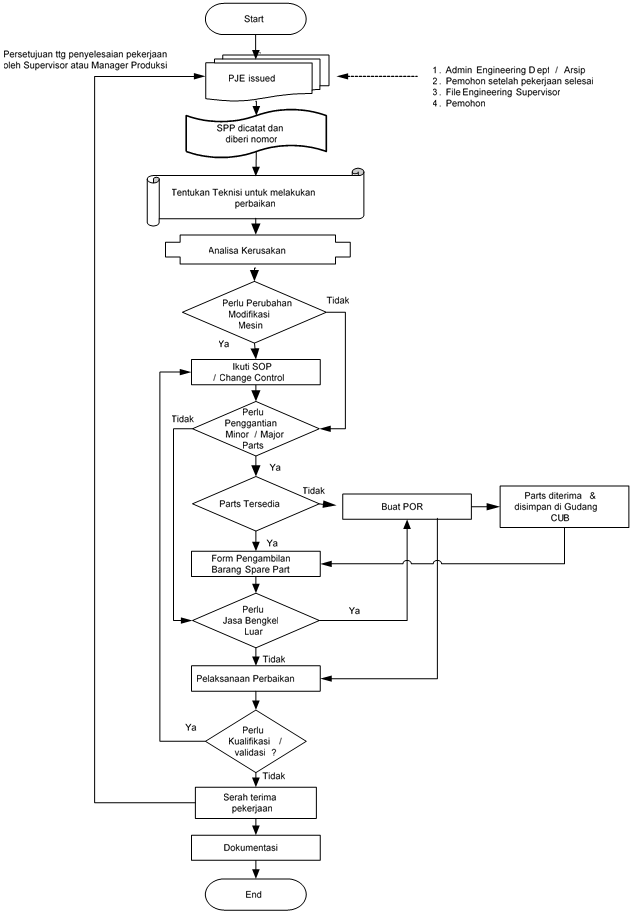 Start
Persetujuan ttg penyelesaian pekerjaan
oleh Supervisor atau Manager Produksi
PJE issued
1. Admin Engineering Dept / Arsip
2. Pemohon setelah pekerjaan selesai
3. File Engineering Supervisor
4. Pemohon
SPP dicatat dan
diberi nomor
Tentukan Teknisi untuk melakukan
perbaikan
Analisa Kerusakan
Perlu Perubahan
Modifikasi
Mesin
Tidak
Ya
Ikuti SOP
/ Change Control
Perlu
Penggantian
Minor / Major
Parts
Tidak
Ya
Parts Tersedia
Tidak
Buat POR
Parts diterima &
disimpan di Gudang
CUB
Ya
Form Pengambilan
Barang Spare Part
Perlu
Jasa Bengkel
Luar
Ya
Tidak
Pelaksanaan Perbaikan
Perlu
Kualifikasi /
validasi ?
Ya
Tidak
Serah terima
pekerjaan
Dokumentasi
End